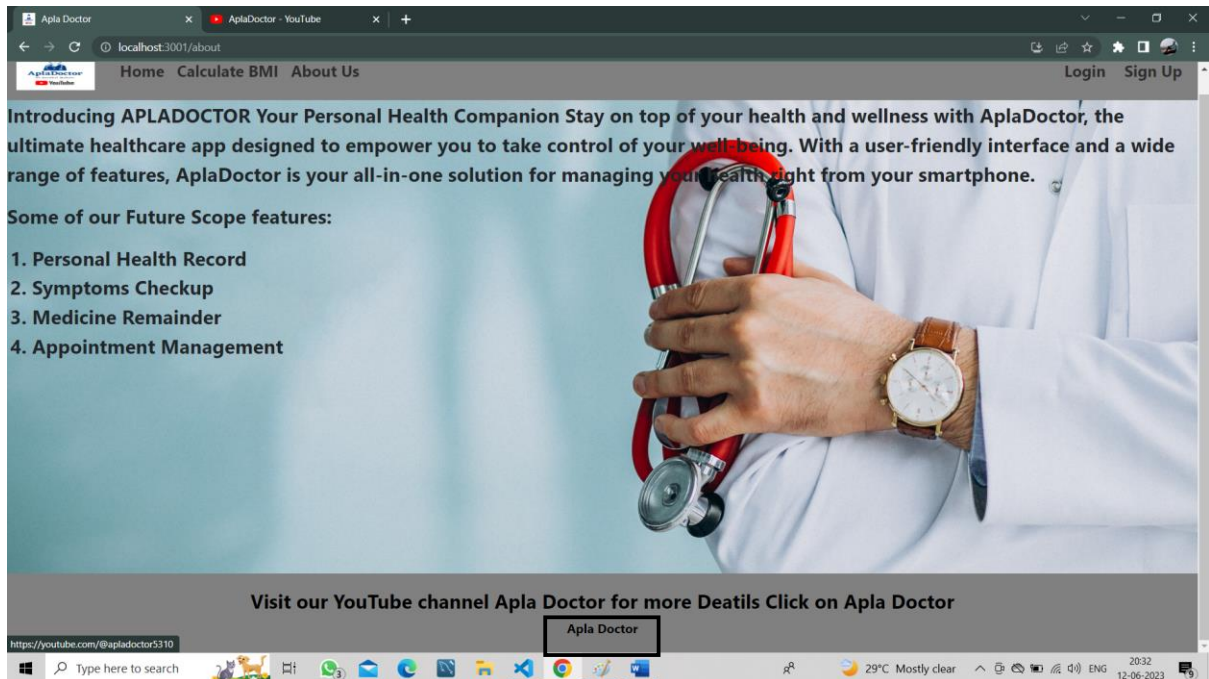 Apla Doctor
AplaDoctor - YouTube
localhost:3001/about
AplaDoctor
YouTube
Home Calculate BMI About Us
Login Sign Up
Introducing APLADOCTOR Your Personal Health Companion Stay on top of your health and wellness with AplaDoctor, the
ultimate healthcare app designed to empower you to take control of your well-being. With a user-friendly interface and a wide
range of features, AplaDoctor is your all-in-one solution for managing your health right from your smartphone.
Some of our Future Scope features:
1. Personal Health Record
2. Symptoms Checkup
3. Medicine Remainder
4. Appointment Management
Visit our YouTube channel Apla Doctor for more Deatils Click on Apla Doctor
Apla Doctor
https://youtube.com/@apladoctor5310
Type here to search
3
29°C Mostly clear
ENG
20:32
12-06-2023
9